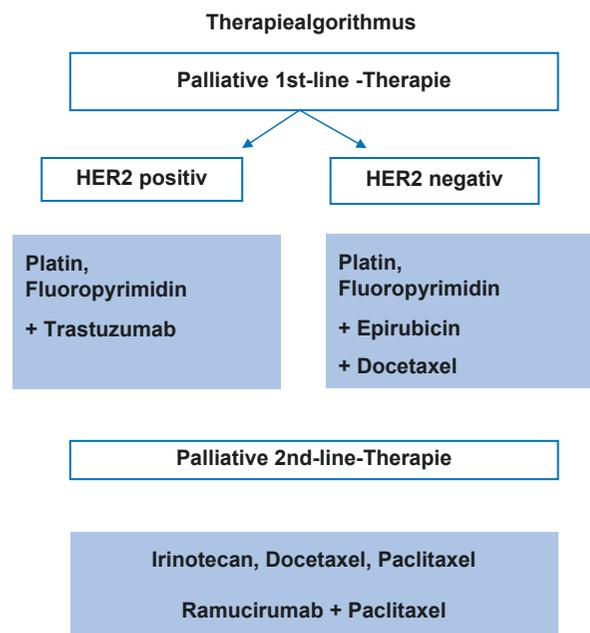 Therapiealgorithmus
Palliative 1st-line -Therapie
HER2 positiv
HER2 negativ
Platin,
Fluoropyrimidin
+ Trastuzumab
Platin,
Fluoropyrimidin
+ Epirubicin
+ Docetaxel
Palliative 2nd-line-Therapie
Irinotecan, Docetaxel, Paclitaxel
Ramucirumab + Paclitaxel